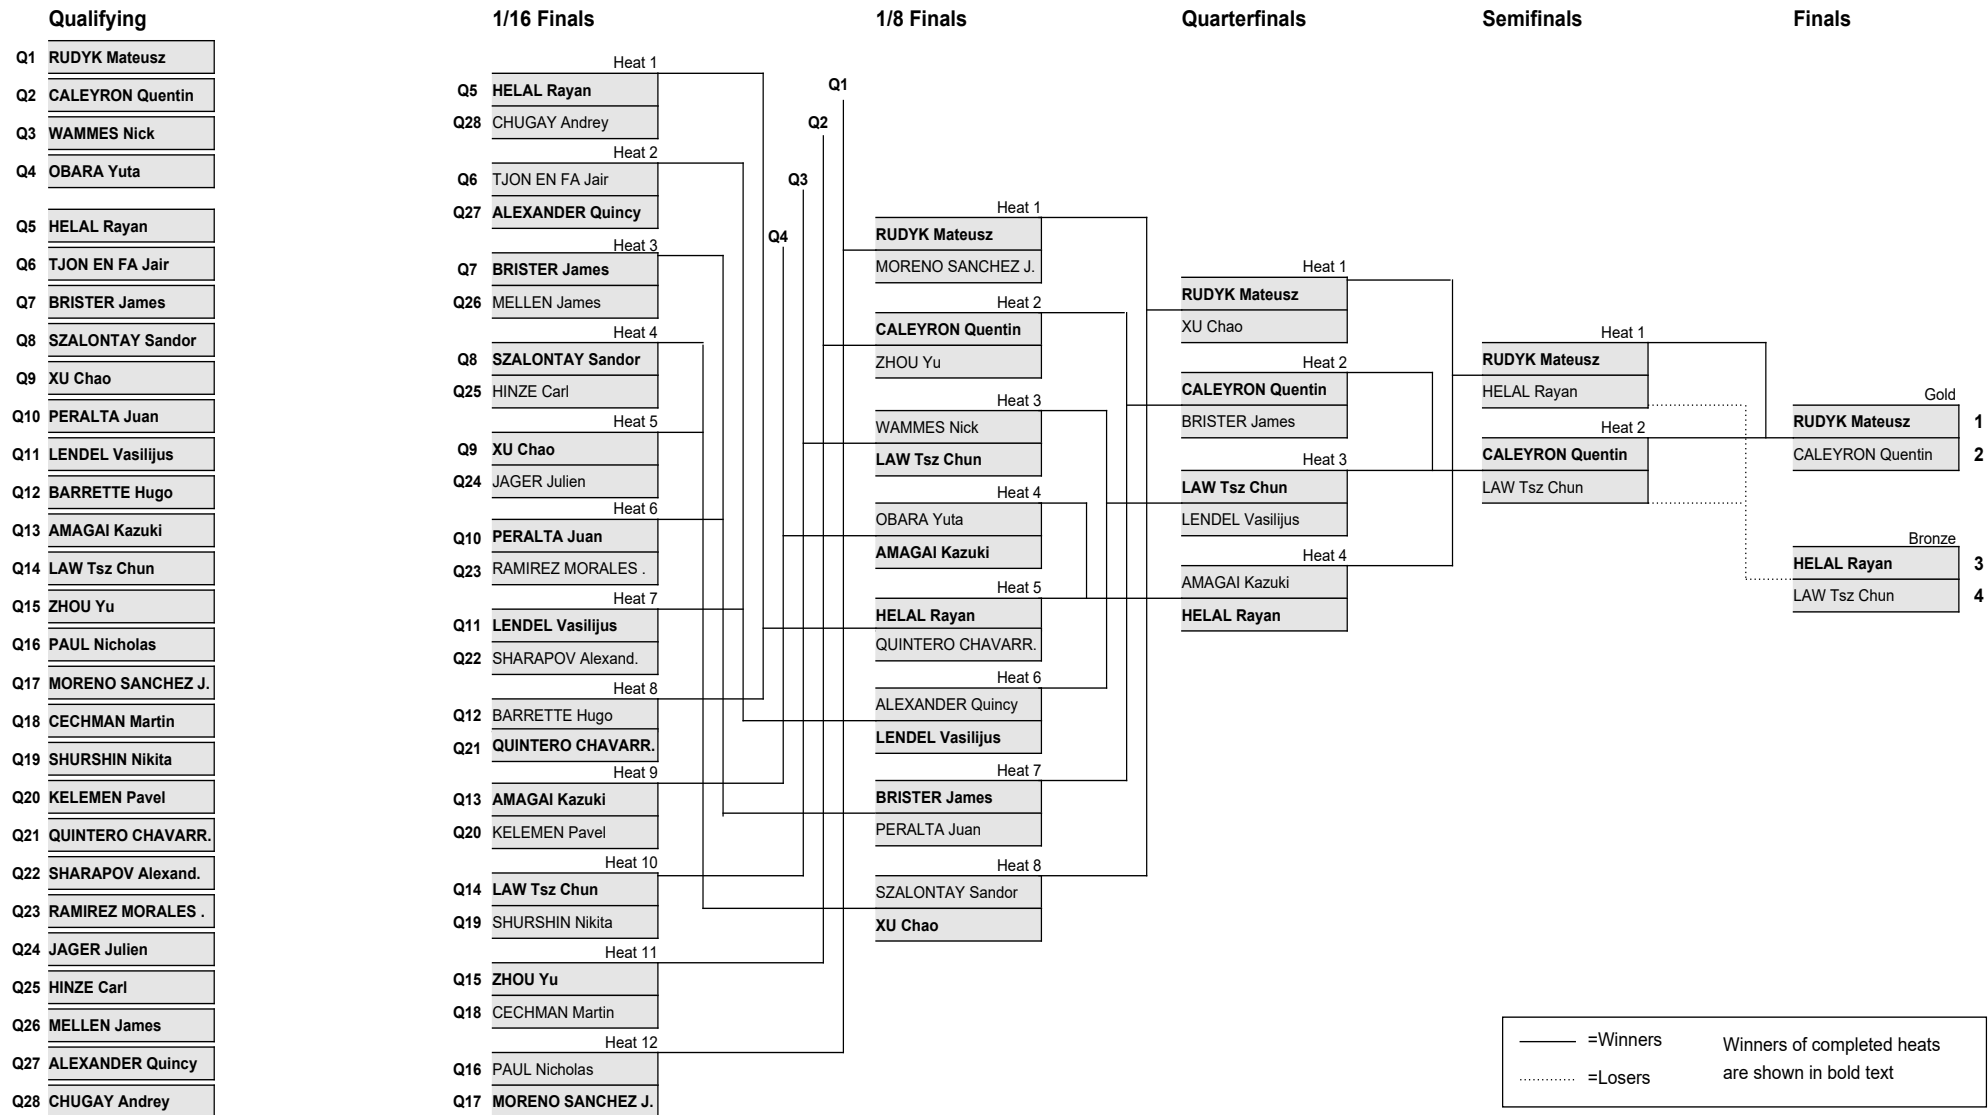 Qualifying
Q1 RUDYK Mateusz
Q2 CALEYRON Quentin
Q3 WAMMES Nick
Q4 OBARA Yuta
Q5 HELAL Rayan
Q6 TJON EN FA Jair
Q7 BRISTER James
Q8 SZALONTAY Sandor
Q9 XU Chao
Q10 PERALTA Juan
Q11 LENDEL Vasilijus
Q12 BARRETTE Hugo
Q13 AMAGAI Kazuki
Q14 LAW Tsz Chun
Q15 ZHOU Yu
Q16 PAUL Nicholas
Q17 MORENO SANCHEZ J.
Q18 CECHMAN Martin
Q19 SHURSHIN Nikita
Q20 KELEMEN Pavel
Q21 QUINTERO CHAVARR.
Q22 SHARAPOV Alexand.
Q23 RAMIREZ MORALES .
Q24 JAGER Julien
Q25 HINZE Carl
Q26 MELLEN James
Q27 ALEXANDER Quincy
Q28 CHUGAY Andrey
1/16 Finals
Heat 1
Q5 HELAL Rayan
Q28 CHUGAY Andrey
Heat 2
Q6 TJON EN FA Jair
Q27 ALEXANDER Quincy
Heat 3
Q7 BRISTER James
Q26 MELLEN James
Heat 4
Q8 SZALONTAY Sandor
Q25 HINZE Carl
Heat 5
Q9 XU Chao
Q24 JAGER Julien
Heat 6
Q10 PERALTA Juan
Q23 RAMIREZ MORALES .
Heat 7
Q11 LENDEL Vasilijus
Q22 SHARAPOV Alexand.
Heat 8
Q12 BARRETTE Hugo
Q21 QUINTERO CHAVARR.
Heat 9
Q13 AMAGAI Kazuki
Q20 KELEMEN Pavel
Heat 10
Q14 LAW Tsz Chun
Q19 SHURSHIN Nikita
Heat 11
Q15 ZHOU Yu
Q18 CECHMAN Martin
Heat 12
Q16 PAUL Nicholas
Q17 MORENO SANCHEZ J.
Q1
Q2
Q3
Q4
1/8 Finals
Heat 1
RUDYK Mateusz
MORENO SANCHEZ J.
Heat 2
CALEYRON Quentin
ZHOU Yu
Heat 3
WAMMES Nick
LAW Tsz Chun
Heat 4
OBARA Yuta
AMAGAI Kazuki
Heat 5
HELAL Rayan
QUINTERO CHAVARR.
Heat 6
ALEXANDER Quincy
LENDEL Vasilijus
Heat 7
BRISTER James
PERALTA Juan
Heat 8
SZALONTAY Sandor
XU Chao
Quarterfinals
Heat 1
RUDYK Mateusz
XU Chao
Heat 2
CALEYRON Quentin
BRISTER James
Heat 3
LAW Tsz Chun
LENDEL Vasilijus
Heat 4
AMAGAI Kazuki
HELAL Rayan
Semifinals
Heat 1
RUDYK Mateusz
HELAL Rayan
Heat 2
CALEYRON Quentin
LAW Tsz Chun
Finals
Gold
RUDYK Mateusz 1
CALEYRON Quentin 2
Bronze
HELAL Rayan 3
LAW Tsz Chun 4
=Winners
=Losers
Winners of completed heats
are shown in bold text